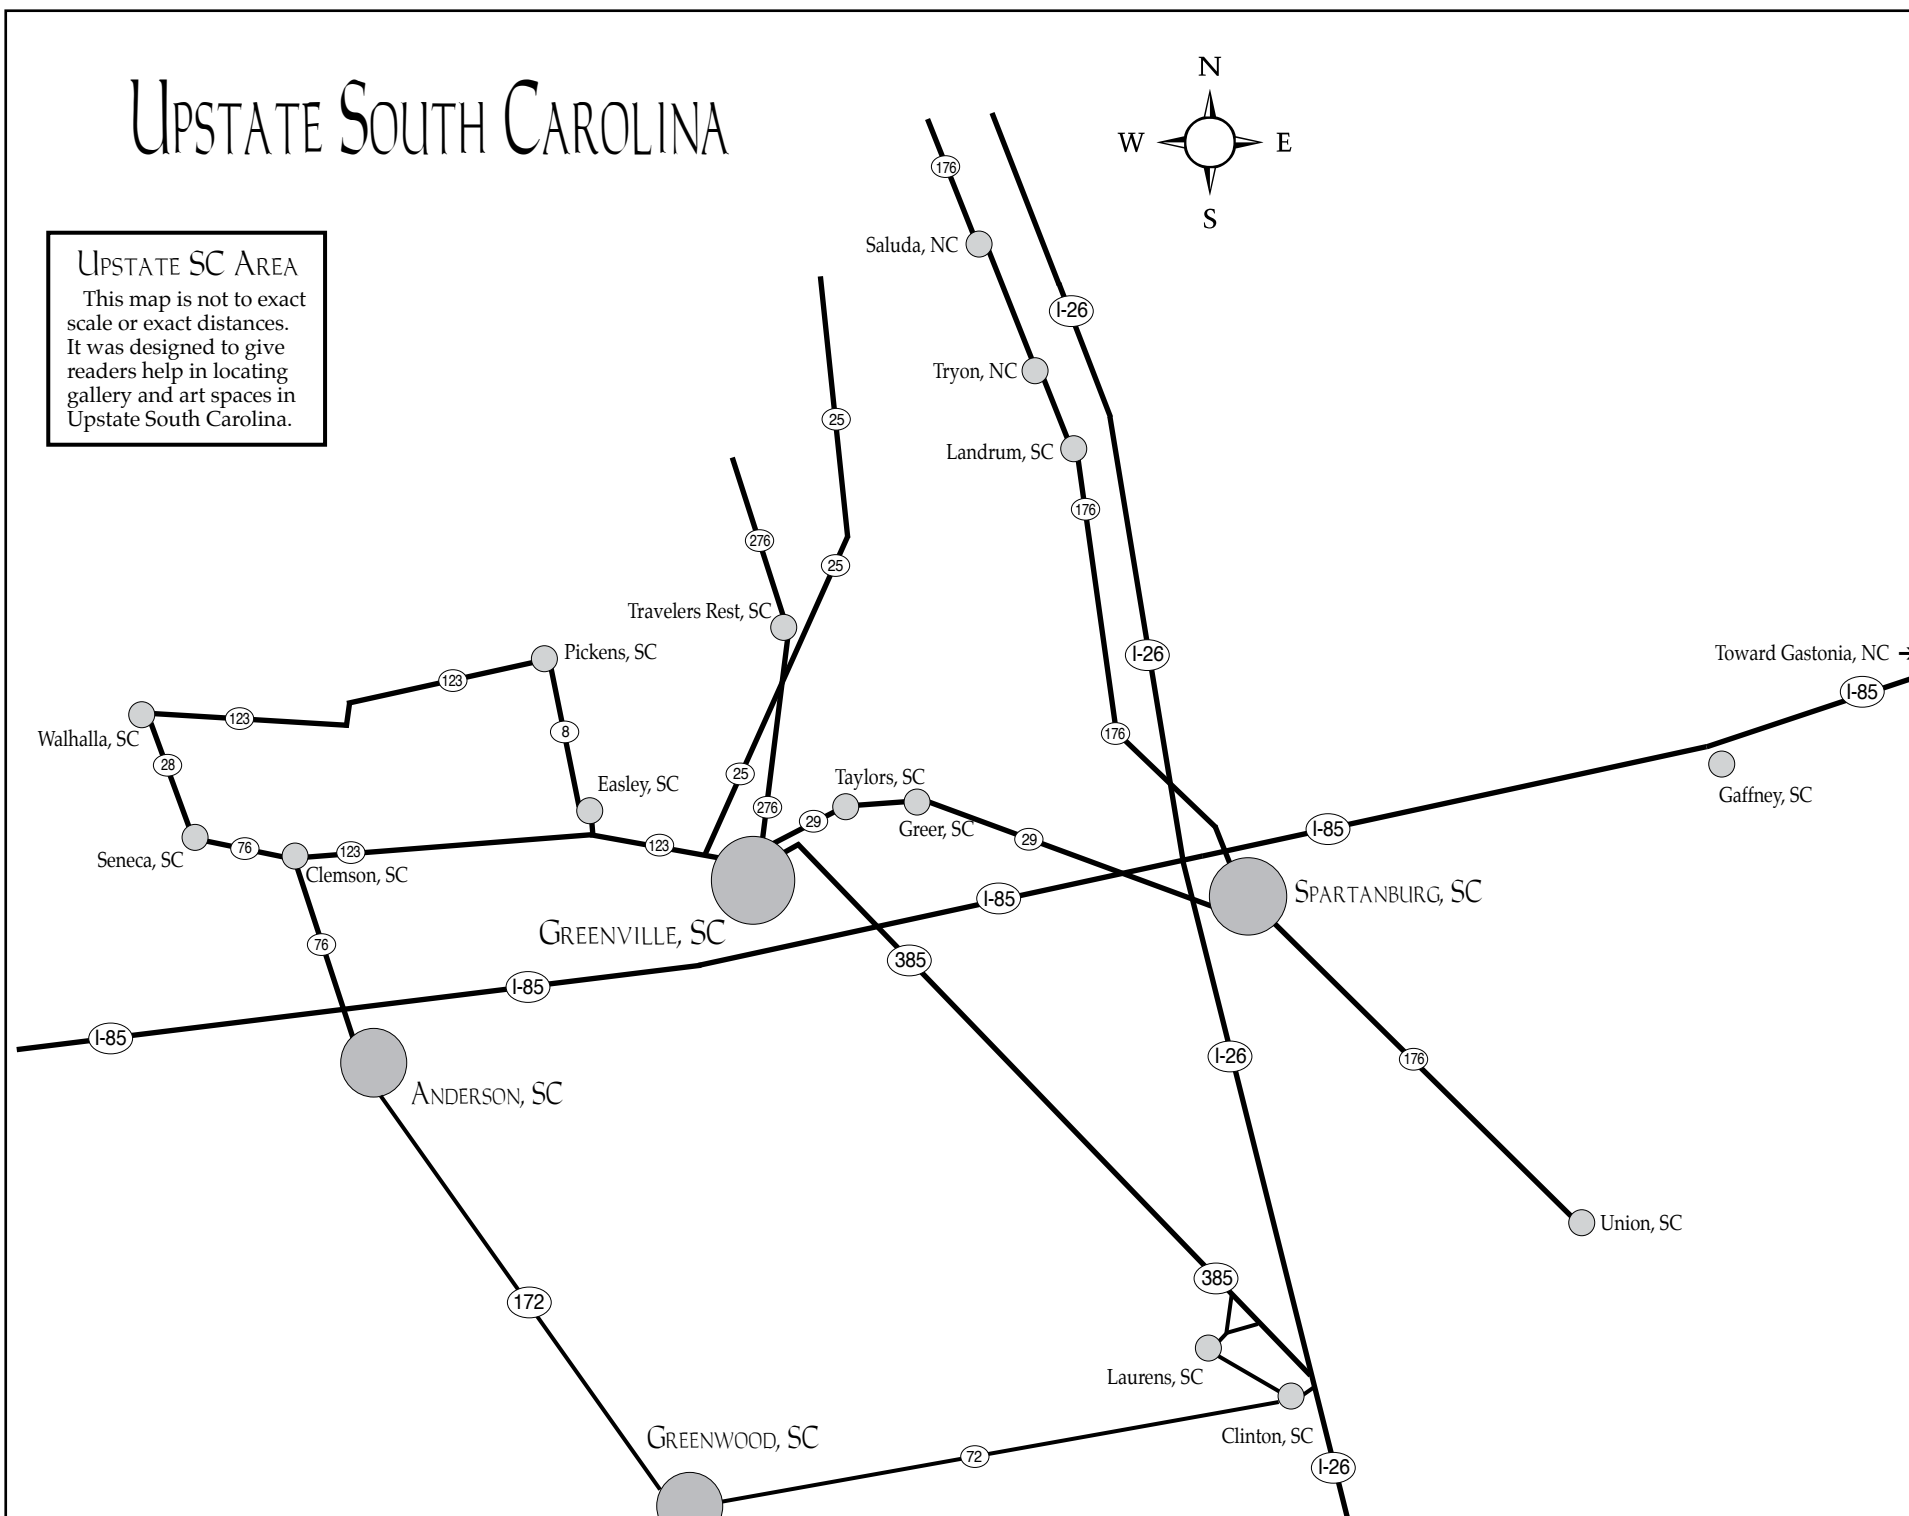 UPSTATE SOUTH CAROLINA
N
W
E
S
UPSTATE SC AREA
This map is not to exact
scale or exact distances.
It was designed to give
readers help in locating
gallery and art spaces in
Upstate South Carolina.
176
Saluda, NC
I-26
Tryon, NC
25
Landrum, SC
176
276
25
Travelers Rest, SC
Pickens, SC
I-26
Toward Gastonia, NC →
123
I-85
123
Walhalla, SC
8
176
28
25
Taylors, SC
Easley, SC
276
Gaffney, SC
29
Greer, SC
I-85
29
76
123
123
Seneca, SC
Clemson, SC
I-85
SPARTANBURG, SC
GREENVILLE, SC
76
385
I-85
I-85
I-26
176
ANDERSON, SC
Union, SC
385
172
Laurens, SC
GREENWOOD, SC
Clinton, SC
72
I-26